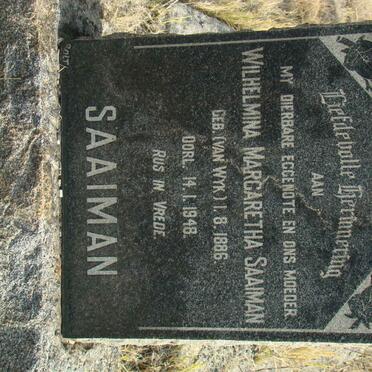 Liefdevolle Herinnering
AAN
MY DIERBARE EGGENOTE EN ONS MOEDER
WILHELMINA MARGARETHA SAAIMAN
GEB. (VAN WYK) 1. 8. 1886.
OORL. 14. 1. 1948.
RUS IN VREDE.
SAAIMAN